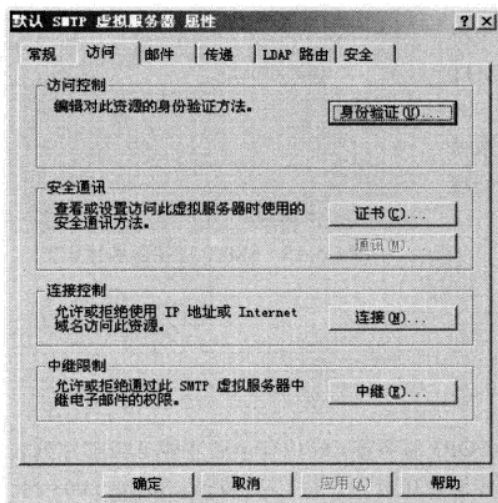 默认 SMTP 虚拟服务器 属性
常规 访问 邮件 传递 LDAP 路由 安全
访问控制
编辑对此资源的身份验证方法。
身份验证(U)...
安全通讯
查看或设置访问此虚拟服务器时使用的
安全通讯方法。
证书(C)...
通讯(M)...
连接控制
允许或拒绝使用 IP 地址或 Internet
域名访问此资源。
连接(N)...
中继限制
允许或拒绝通过此 SMTP 虚拟服务器中
继电子邮件的权限。
中继(E)...
确定 取消 应用(A) 帮助